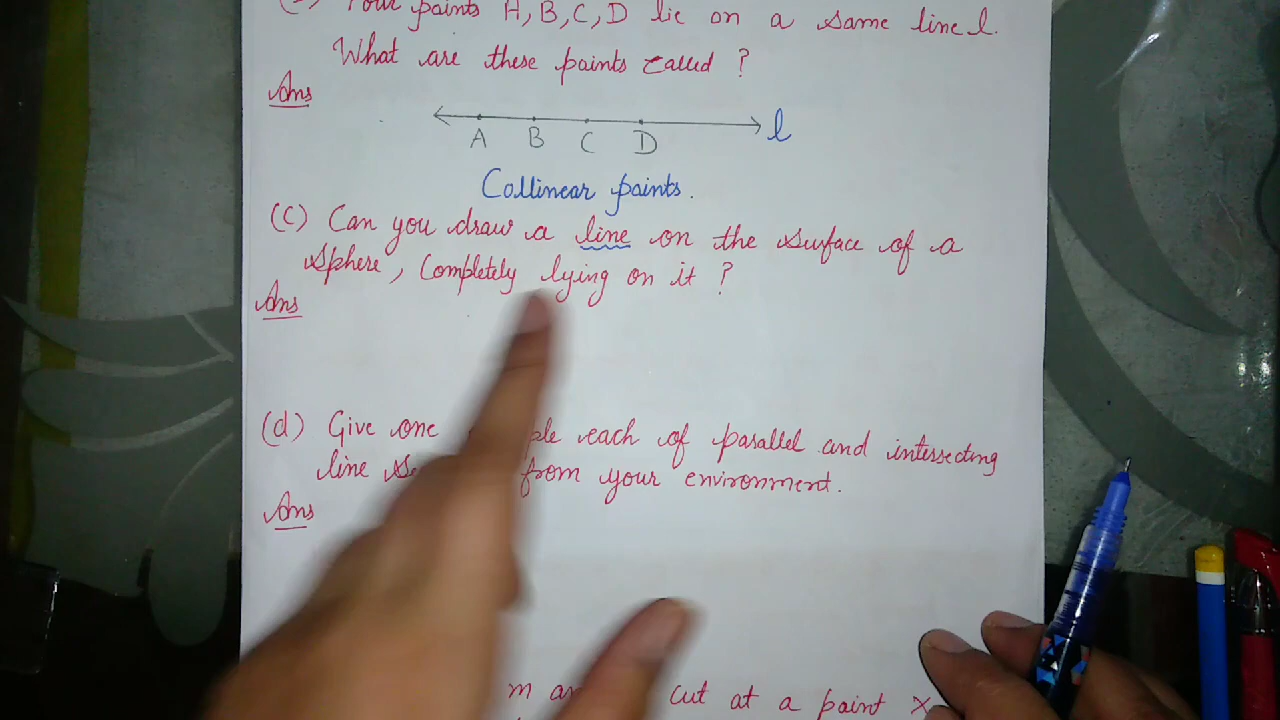 Four points A, B, C, D lie on a same line l.
What are these points called ?
Ans
A B C D l
Collinear points.
(c) Can you draw a line on the surface of a
sphere, Completely lying on it ?
Ans
(d) Give one ple each of parallel and intersecting
line from your environment.
Ans
m cut at a point X